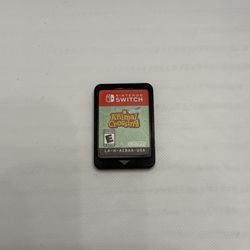 NINTENDO
SWITCH
Animal
Crossing
E
LA-H-ACBAA-USA